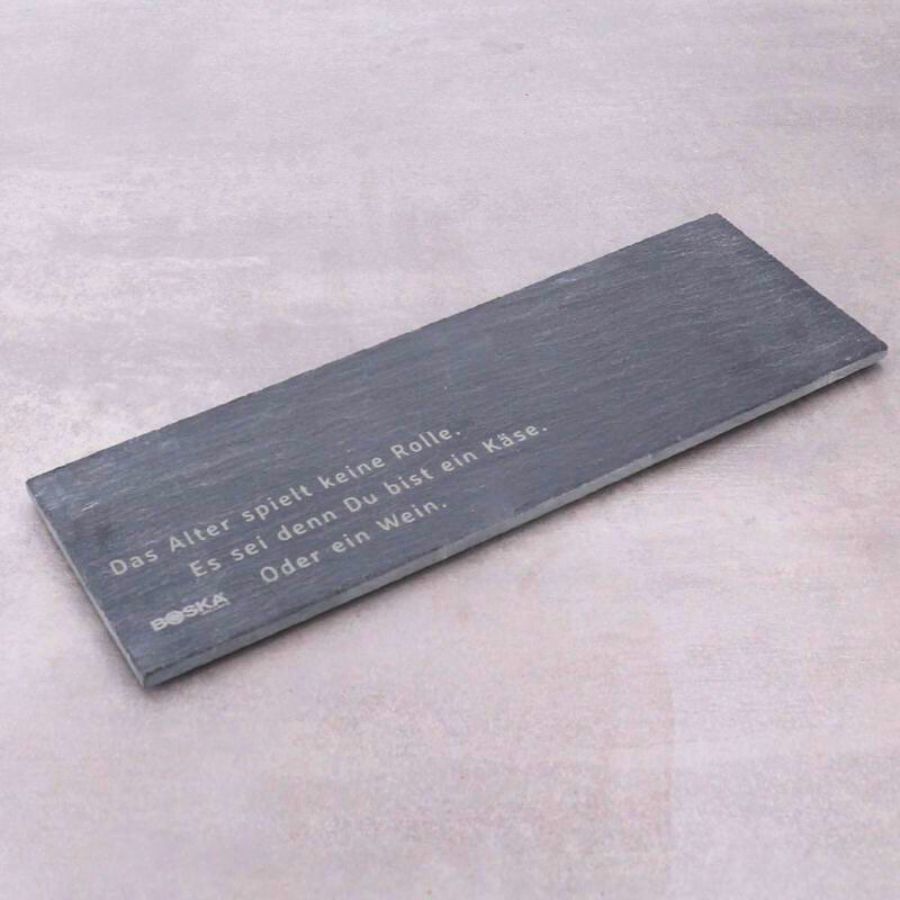 Das Alter spielt keine Rolle.
Es sei denn Du bist ein Käse.
Oder ein Wein.
BOSKA